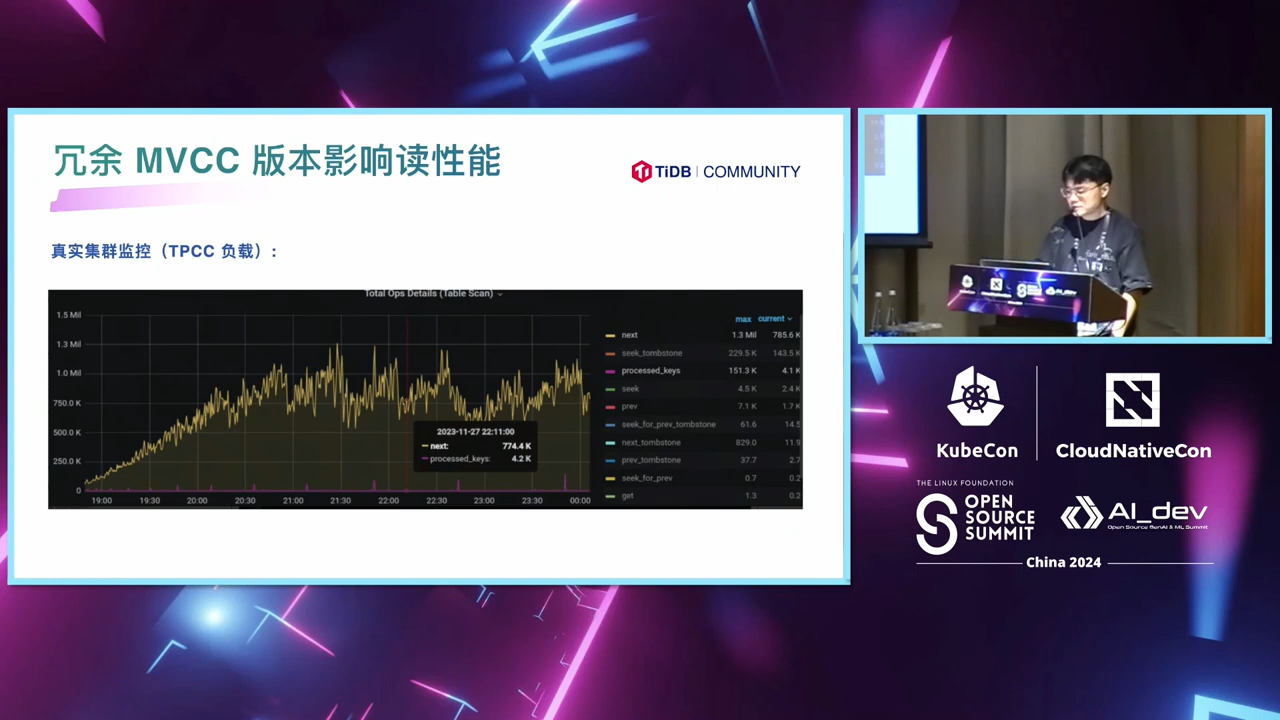 冗余 MVCC 版本影响读性能
TiDB COMMUNITY
真实集群监控（TPCC 负载）:
Total Ops Details (Table Scan)
1.5 Mil
1.3 Mil
1.0 Mil
750.0 K
500.0 K
250.0 K
0
19:00 19:30 20:00 20:30 21:00 21:30 22:00 22:30 23:00 23:30 00:00
2023-11-27 22:11:00
next: 774.4 K
processed_keys: 4.2 K
max current
next 1.3 Mil 785.6 K
seek_tombstone 229.5 K 143.5 K
processed_keys 151.3 K 4.1 K
seek 4.5 K 2.4 K
prev 7.1 K 1.7 K
seek_for_prev_tombstone 61.6 14.5
next_tombstone 829.0 11.9
prev_tombstone 37.7 2.7
seek_for_prev 0.7 0.2
get 1.3 0.2
KubeCon
CloudNativeCon
THE LINUX FOUNDATION
OPEN
SOURCE
SUMMIT
AI_dev
Open Source GenAI & ML Summit
China 2024